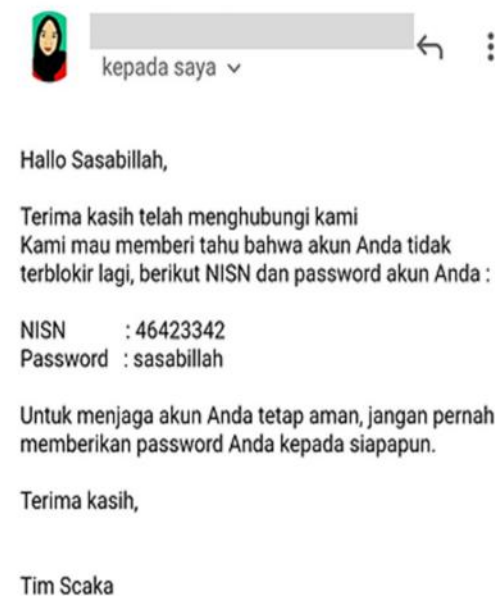 kepada saya
Hallo Sasabillah,
Terima kasih telah menghubungi kami
Kami mau memberi tahu bahwa akun Anda tidak
terblokir lagi, berikut NISN dan password akun Anda :
NISN : 46423342
Password : sasabillah
Untuk menjaga akun Anda tetap aman, jangan pernah
memberikan password Anda kepada siapapun.
Terima kasih,
Tim Scaka